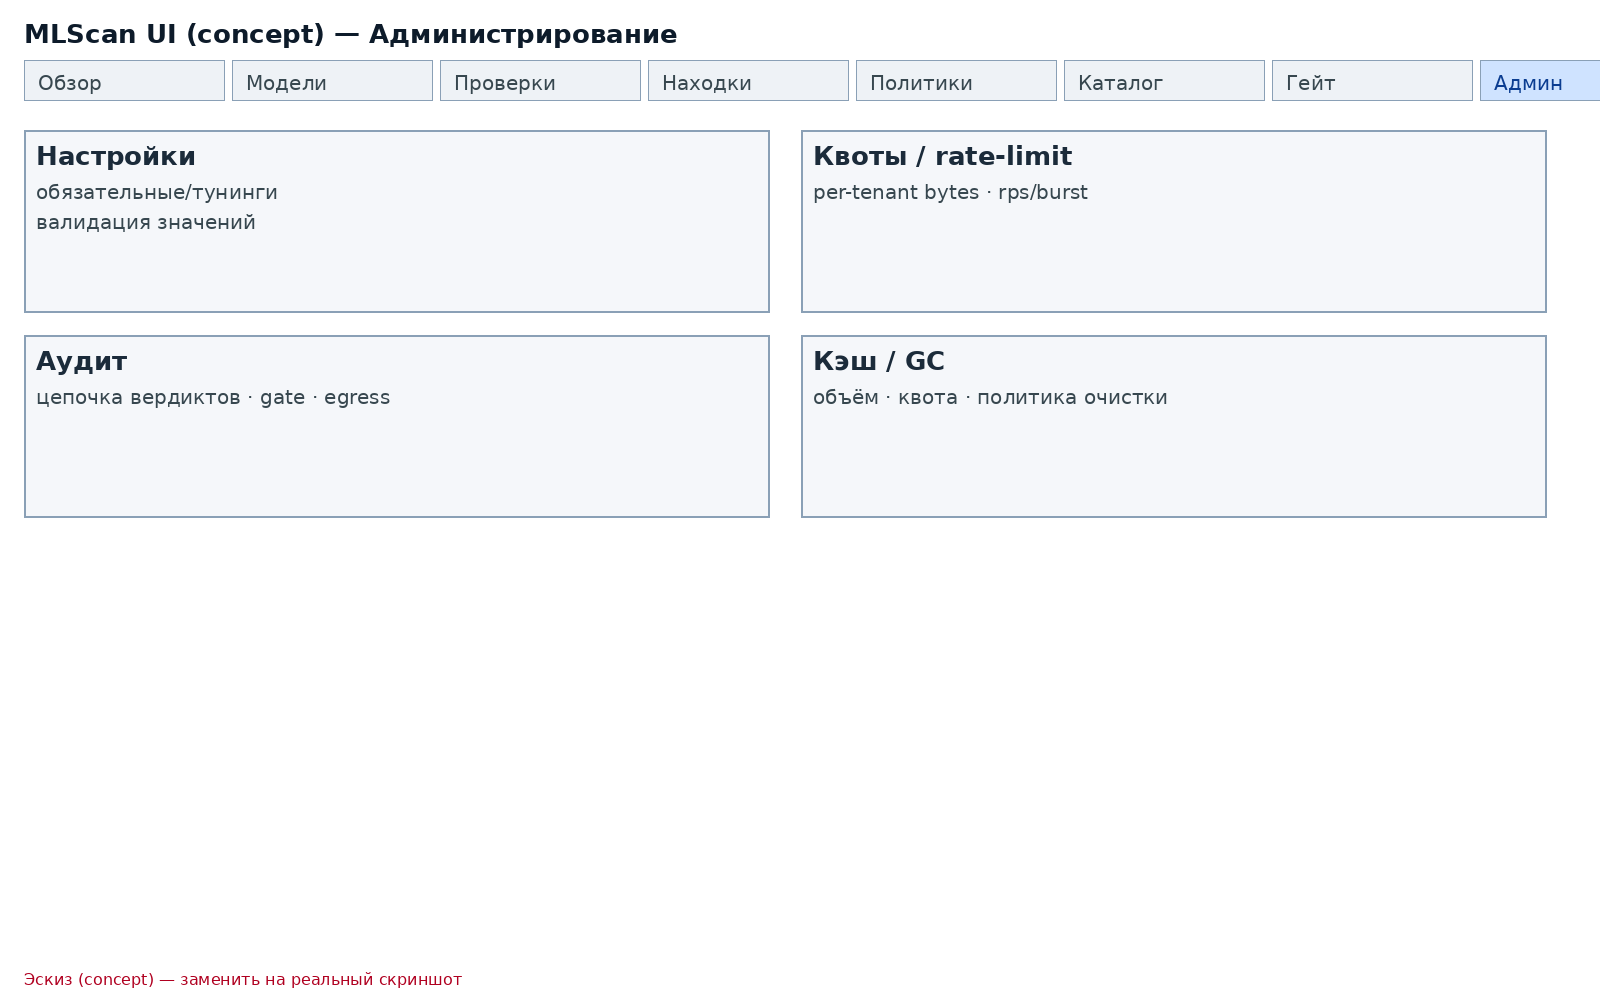 MLScan UI (concept) — Администрирование
Обзор
Модели
Проверки
Находки
Политики
Каталог
Гейт
Админ
Настройки
обязательные/тунинги
валидация значений
Квоты / rate-limit
per-tenant bytes · rps/burst
Аудит
цепочка вердиктов · gate · egress
Кэш / GC
объём · квота · политика очистки
Эскиз (concept) — заменить на реальный скриншот